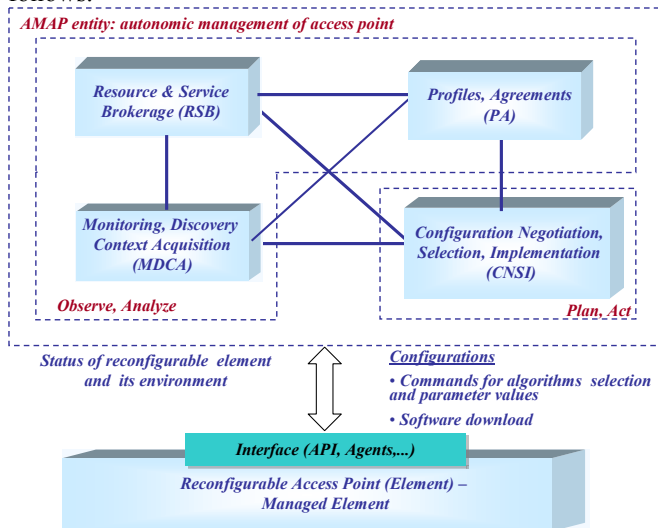 follows.
AMAP entity: autonomic management of access point
Resource & Service
Brokerage (RSB)
Profiles, Agreements
(PA)
Monitoring, Discovery
Context Acquisition
(MDCA)
Configuration Negotiation,
Selection, Implementation
(CNSI)
Observe, Analyze
Plan, Act
Status of reconfigurable element
and its environment
Configurations
• Commands for algorithms selection
and parameter values
• Software download
Interface (API, Agents,...)
Reconfigurable Access Point (Element) –
Managed Element